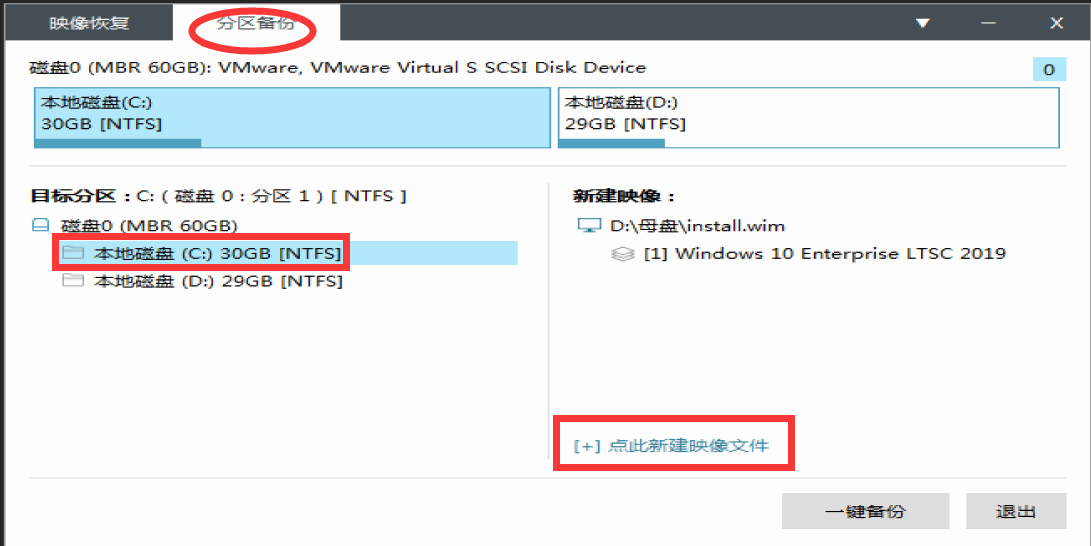 映像恢复 分区备份
磁盘0 (MBR 60GB): VMware, VMware Virtual S SCSI Disk Device 0
本地磁盘(C:)
30GB [NTFS]
本地磁盘(D:)
29GB [NTFS]
目标分区：C: ( 磁盘 0 : 分区 1 ) [ NTFS ]
磁盘0 (MBR 60GB)
本地磁盘 (C:) 30GB [NTFS]
本地磁盘 (D:) 29GB [NTFS]
新建映像：
D:\母盘\install.wim
[1] Windows 10 Enterprise LTSC 2019
[+] 点此新建映像文件
一键备份 退出